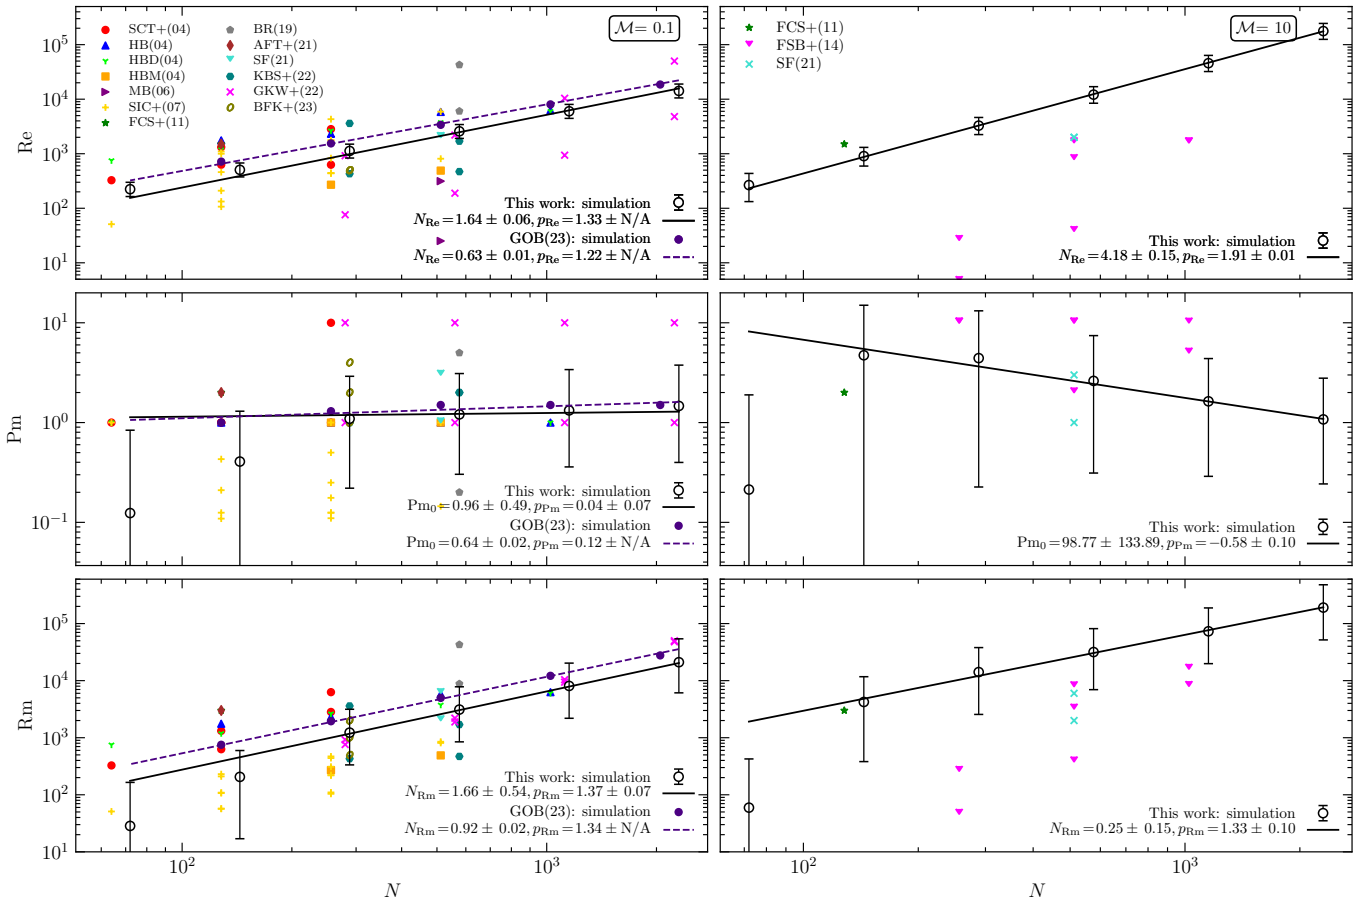 SCT+(04)
HB(04)
HBD(04)
HBM(04)
MB(06)
SIC+(07)
FCS+(11)
BR(19)
AFT+(21)
SF(21)
KBS+(22)
GKW+(22)
BFK+(23)
ℳ= 0.1
FCS+(11)
FSB+(14)
SF(21)
ℳ= 10
Re
10⁵
10⁴
10³
10²
10¹
This work: simulation
N_Re=1.64 ± 0.06, p_Re=1.33 ± N/A
GOB(23): simulation
N_Re=0.63 ± 0.01, p_Re=1.22 ± N/A
This work: simulation
N_Re=4.18 ± 0.15, p_Re=1.91 ± 0.01
Pm
10¹
10⁰
10⁻¹
This work: simulation
Pm₀=0.96 ± 0.49, p_Pm=0.04 ± 0.07
GOB(23): simulation
Pm₀=0.64 ± 0.02, p_Pm=0.12 ± N/A
This work: simulation
Pm₀=98.77 ± 133.89, p_Pm=−0.58 ± 0.10
Rm
10⁵
10⁴
10³
10²
10¹
This work: simulation
N_Rm=1.66 ± 0.54, p_Rm=1.37 ± 0.07
GOB(23): simulation
N_Rm=0.92 ± 0.02, p_Rm=1.34 ± N/A
This work: simulation
N_Rm=0.25 ± 0.15, p_Rm=1.33 ± 0.10
10² 10³
10² 10³
N
N